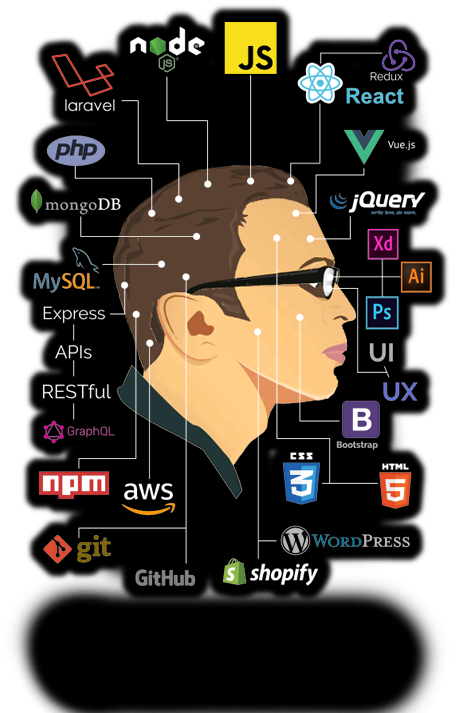 node
JS
JS
Redux
React
laravel
php
Vue.js
mongoDB
jQuery
write less, do more.
Xd
MySQL
Ai
Ps
Express
APIs
UI
RESTful
UX
GraphQL
B
Bootstrap
CSS
3
HTML
5
npm
aws
git
WORDPRESS
GitHub
shopify